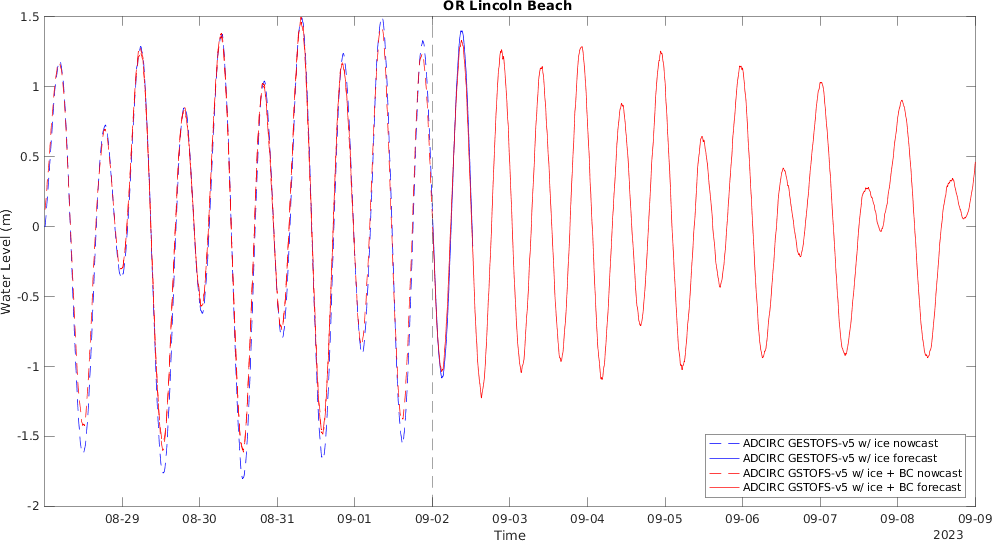 OR Lincoln Beach
Water Level (m)
1.5
1
0.5
0
-0.5
-1
-1.5
-2
ADCIRC GESTOFS-v5 w/ ice nowcast
ADCIRC GESTOFS-v5 w/ ice forecast
ADCIRC GSTOFS-v5 w/ ice + BC nowcast
ADCIRC GSTOFS-v5 w/ ice + BC forecast
08-29 08-30 08-31 09-01 09-02 09-03 09-04 09-05 09-06 09-07 09-08 09-09
Time
2023